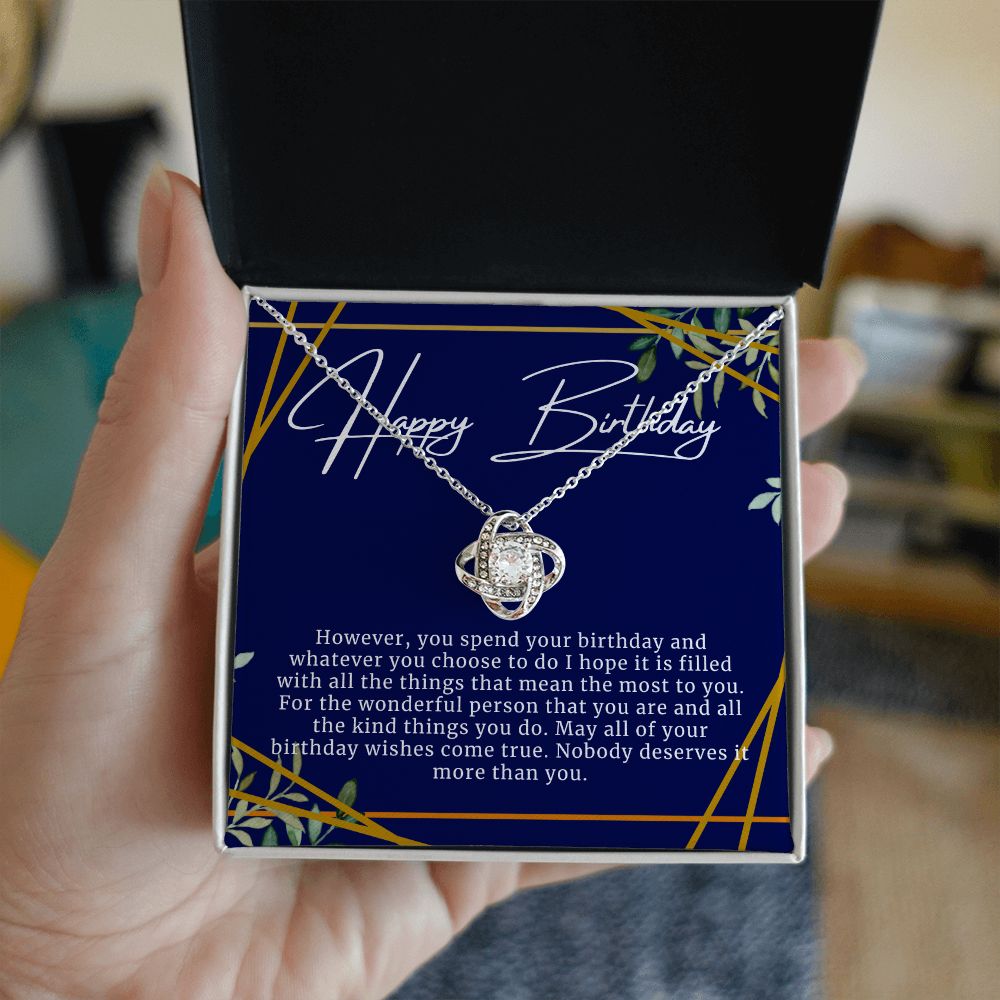 Happy Birthday
However, you spend your birthday and
whatever you choose to do I hope it is filled
with all the things that mean the most to you.
For the wonderful person that you are and all
the kind things you do. May all of your
birthday wishes come true. Nobody deserves it
more than you.